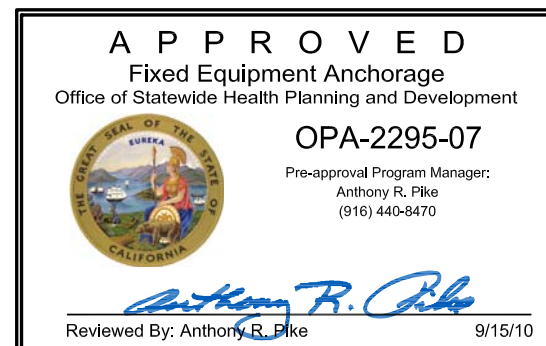 A P P R O V E D
Fixed Equipment Anchorage
Office of Statewide Health Planning and Development
THE GREAT SEAL OF THE STATE OF CALIFORNIA
EUREKA
OPA-2295-07
Pre-approval Program Manager:
Anthony R. Pike
(916) 440-8470
Anthony R. Pike
Reviewed By: Anthony R. Pike 9/15/10